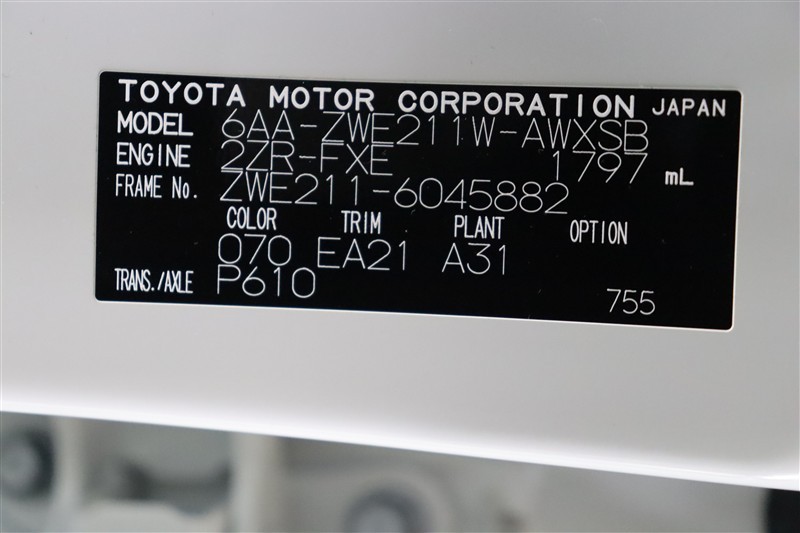 TOYOTA MOTOR CORPORATION JAPAN
MODEL 6AA-ZWE211W-AWXSB
ENGINE 2ZR-FXE 1797 mL
FRAME No. ZWE211-6045882
COLOR TRIM PLANT OPTION
070 EA21 A31
TRANS./AXLE P610
755